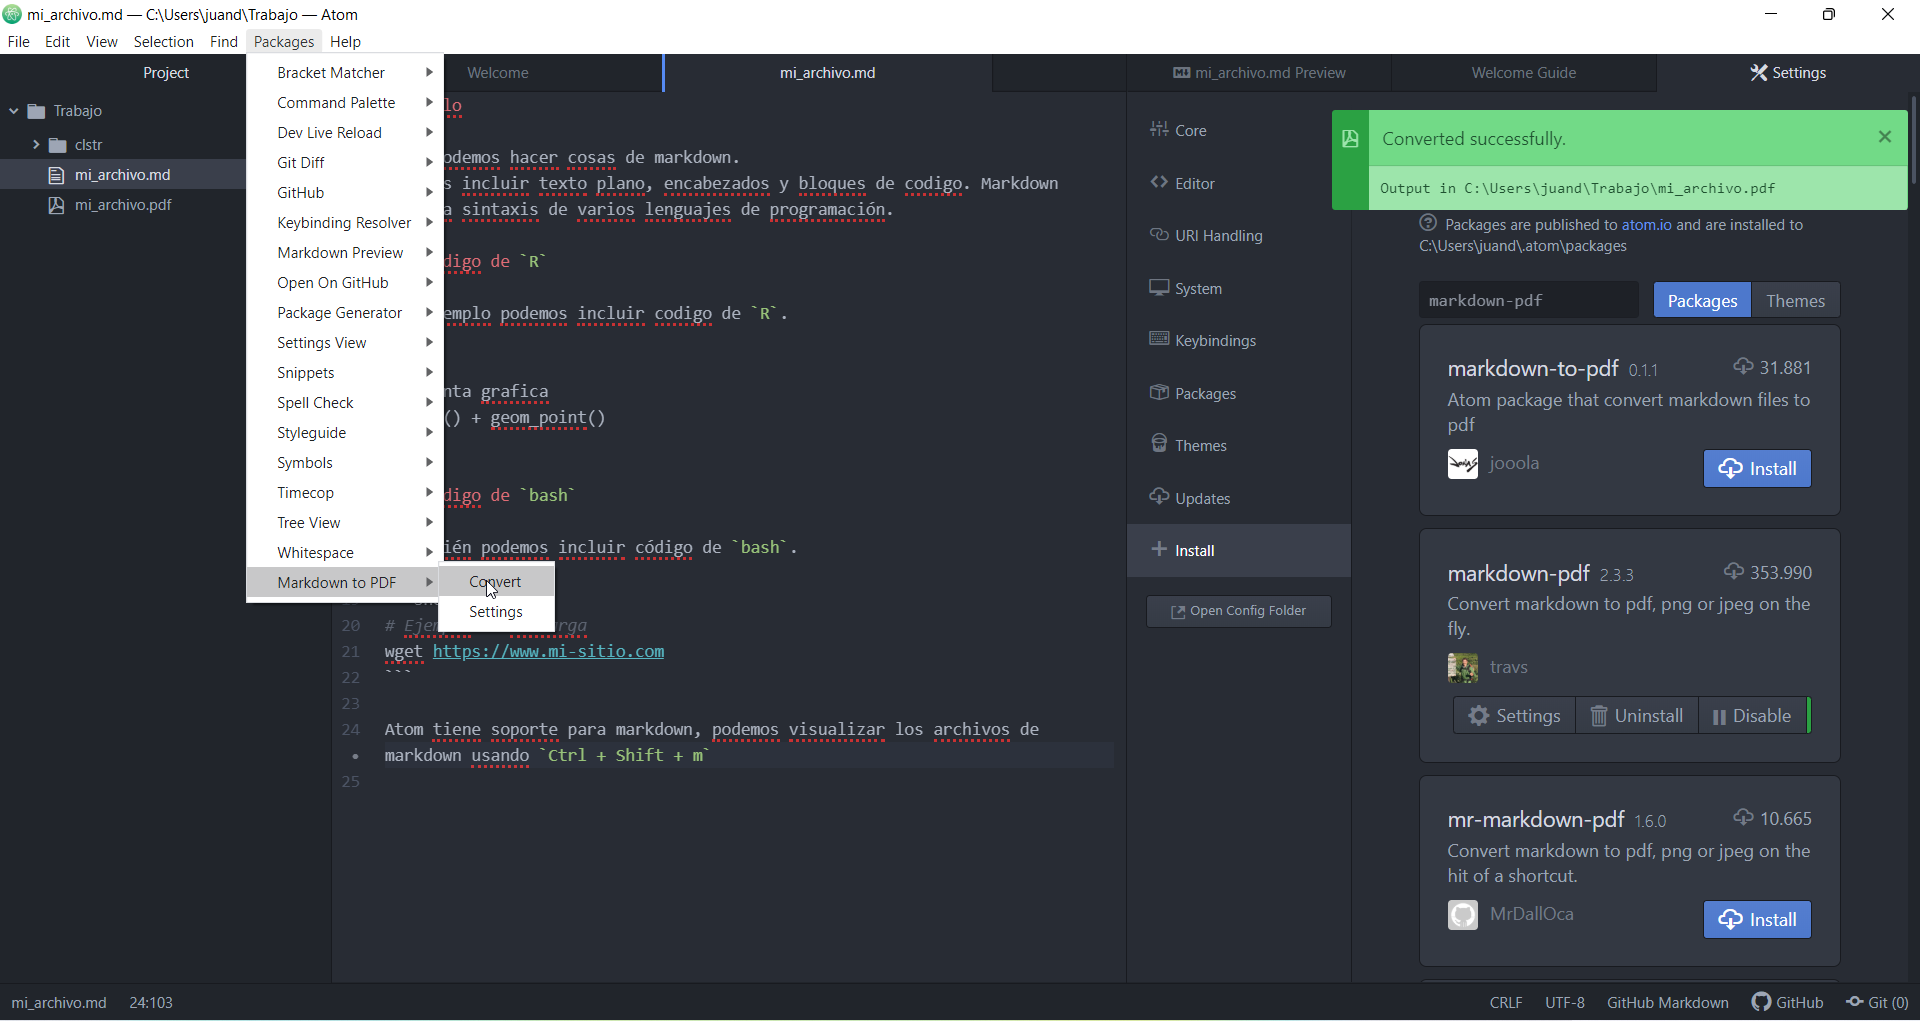 mi_archivo.md — C:\Users\juand\Trabajo — Atom
File Edit View Selection Find Packages Help
Project
Trabajo
clstr
mi_archivo.md
mi_archivo.pdf
Bracket Matcher
Command Palette
Dev Live Reload
Git Diff
GitHub
Keybinding Resolver
Markdown Preview
Open On GitHub
Package Generator
Settings View
Snippets
Spell Check
Styleguide
Symbols
Timecop
Tree View
Whitespace
Markdown to PDF
Convert
Settings
Welcome
mi_archivo.md
lo
odemos hacer cosas de markdown.
s incluir texto plano, encabezados y bloques de codigo. Markdown
a sintaxis de varios lenguajes de programación.
digo de `R`
emplo podemos incluir codigo de `R`.
nta grafica
() + geom_point()
digo de `bash`
ién podemos incluir código de `bash`.
20 # Ejem
21 wget https://www.mi-sitio.com
22 ```
23
24 Atom tiene soporte para markdown, podemos visualizar los archivos de
• markdown usando `Ctrl + Shift + m`
25
mi_archivo.md Preview
Welcome Guide
Settings
Core
Editor
URI Handling
System
Keybindings
Packages
Themes
Updates
Install
Open Config Folder
Converted successfully.
Output in C:\Users\juand\Trabajo\mi_archivo.pdf
Packages are published to atom.io and are installed to
C:\Users\juand\.atom\packages
markdown-pdf
Packages Themes
markdown-to-pdf 0.1.1 31.881
Atom package that convert markdown files to
pdf
jooola
Install
markdown-pdf 2.3.3 353.990
Convert markdown to pdf, png or jpeg on the
fly.
travs
Settings Uninstall Disable
mr-markdown-pdf 1.6.0 10.665
Convert markdown to pdf, png or jpeg on the
hit of a shortcut.
MrDallOca
Install
mi_archivo.md 24:103
CRLF UTF-8 GitHub Markdown GitHub Git (0)